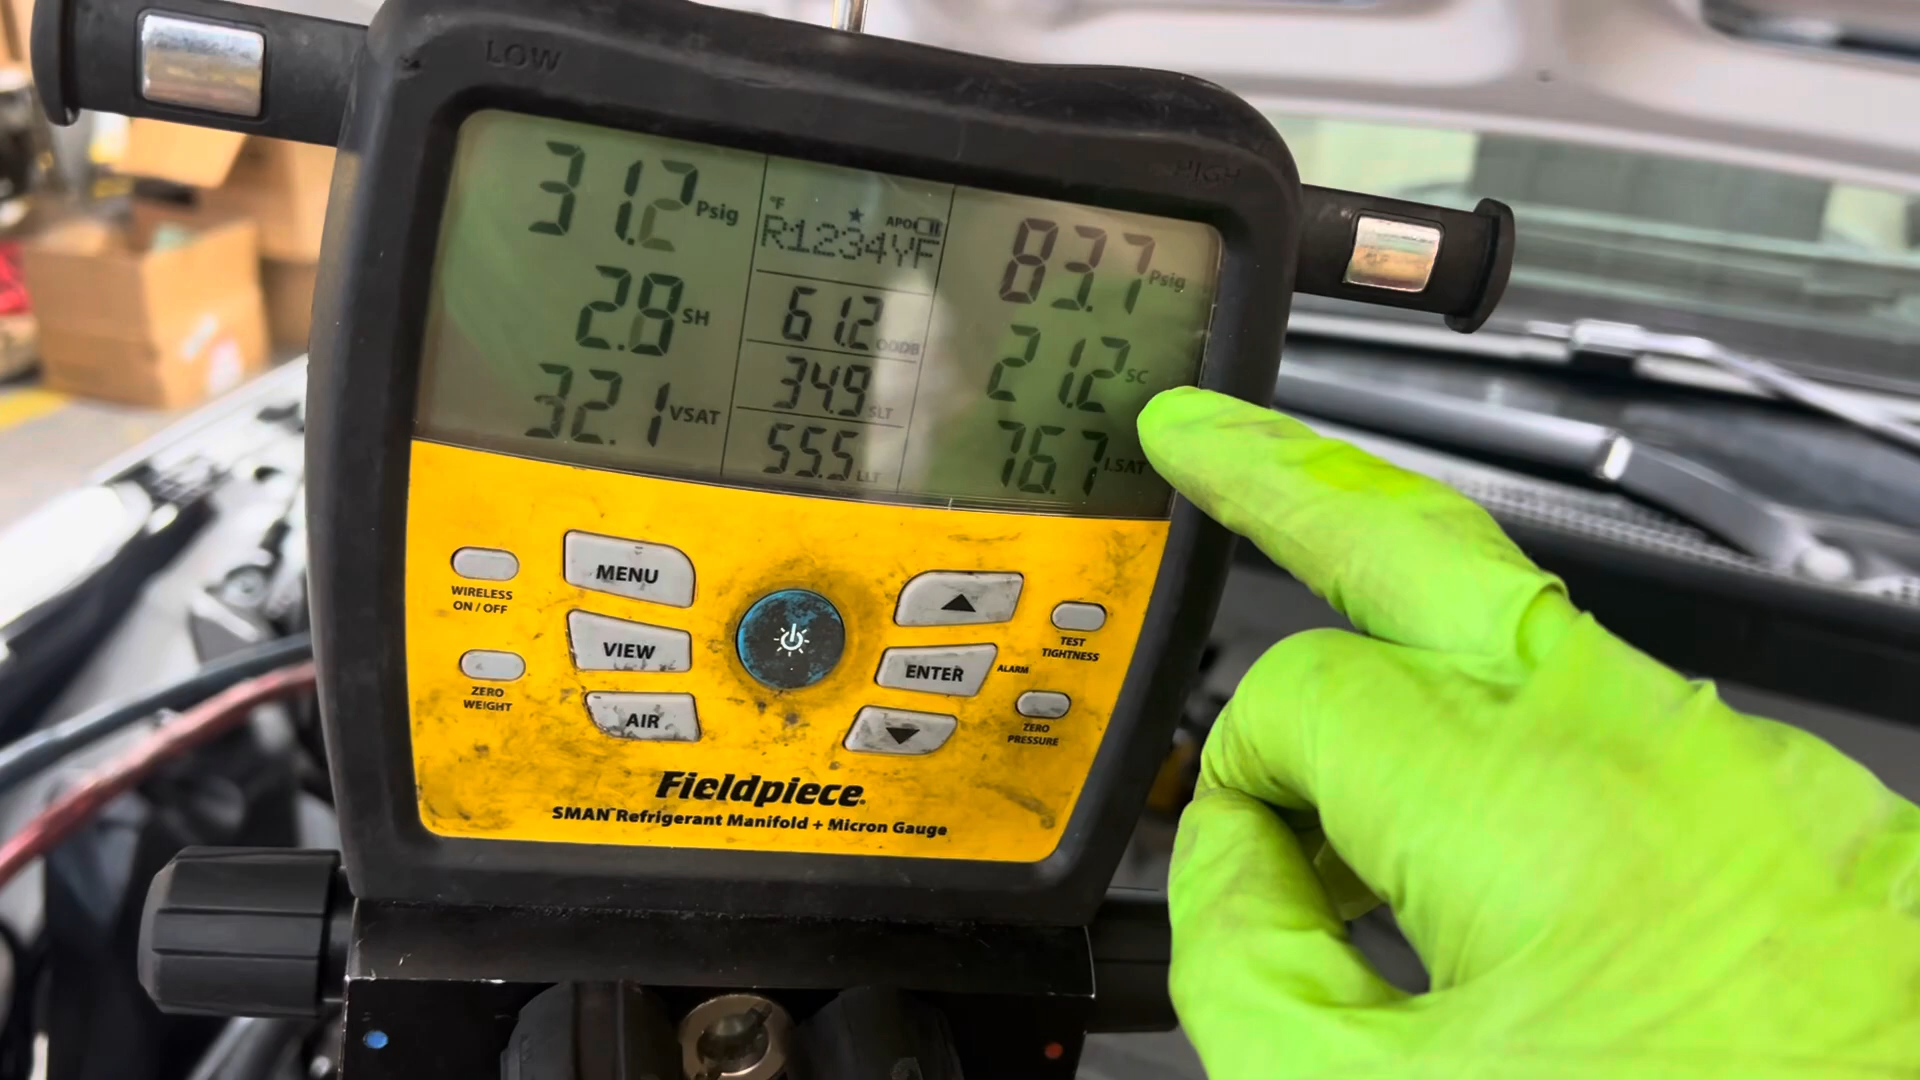 LOW
HIGH
31.2 Psig
2.8 SH
32.1 VSAT
°F
APO
R1234YF
61.2 OODB
34.9 SLT
55.5 LLT
83.7 Psig
21.2 SC
76.7 LSAT
WIRELESS
ON / OFF
ZERO
WEIGHT
MENU
VIEW
AIR
ENTER
TEST
TIGHTNESS
ALARM
ZERO
PRESSURE
Fieldpiece
SMAN™ Refrigerant Manifold + Micron Gauge